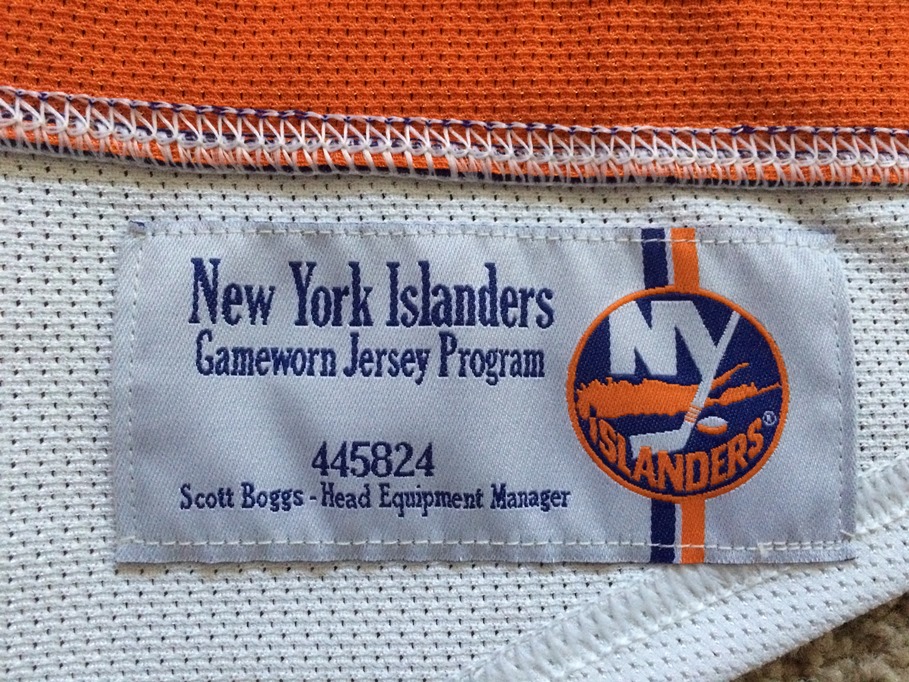 New York Islanders
Gameworn Jersey Program
445824
Scott Boggs - Head Equipment Manager
NY
ISLANDERS®